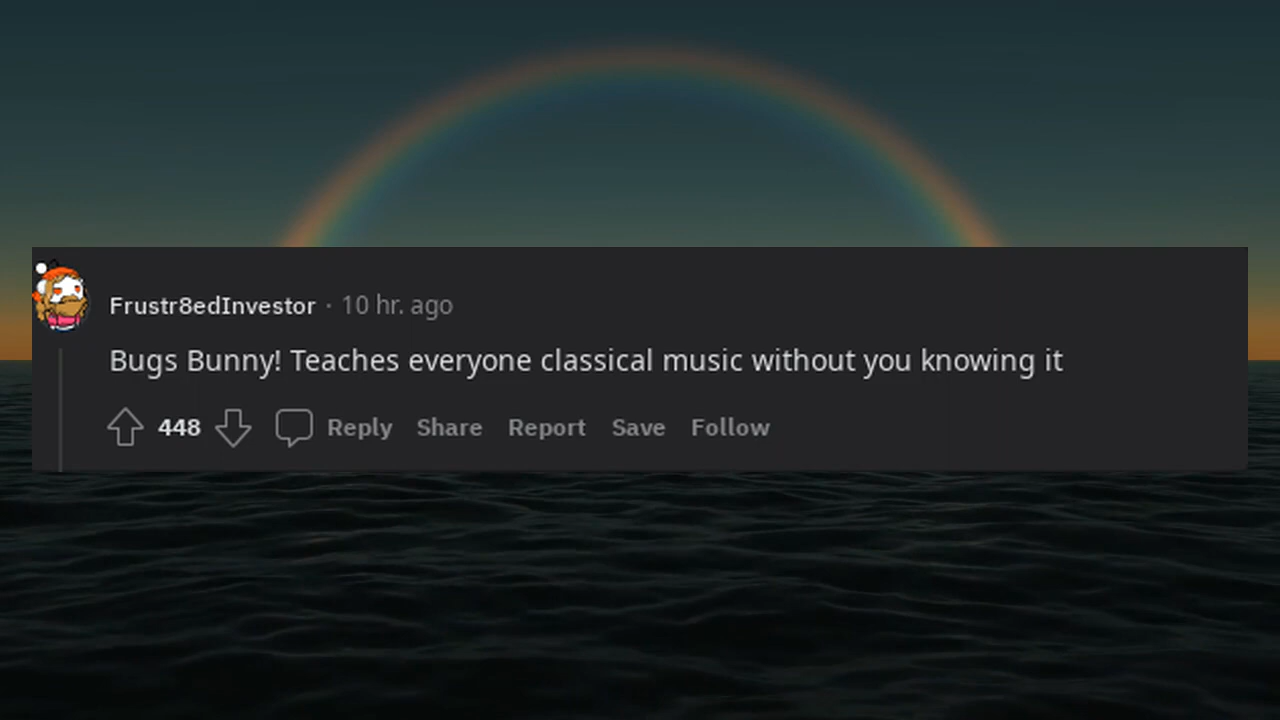 Frustr8edInvestor · 10 hr. ago
Bugs Bunny! Teaches everyone classical music without you knowing it
448 Reply Share Report Save Follow